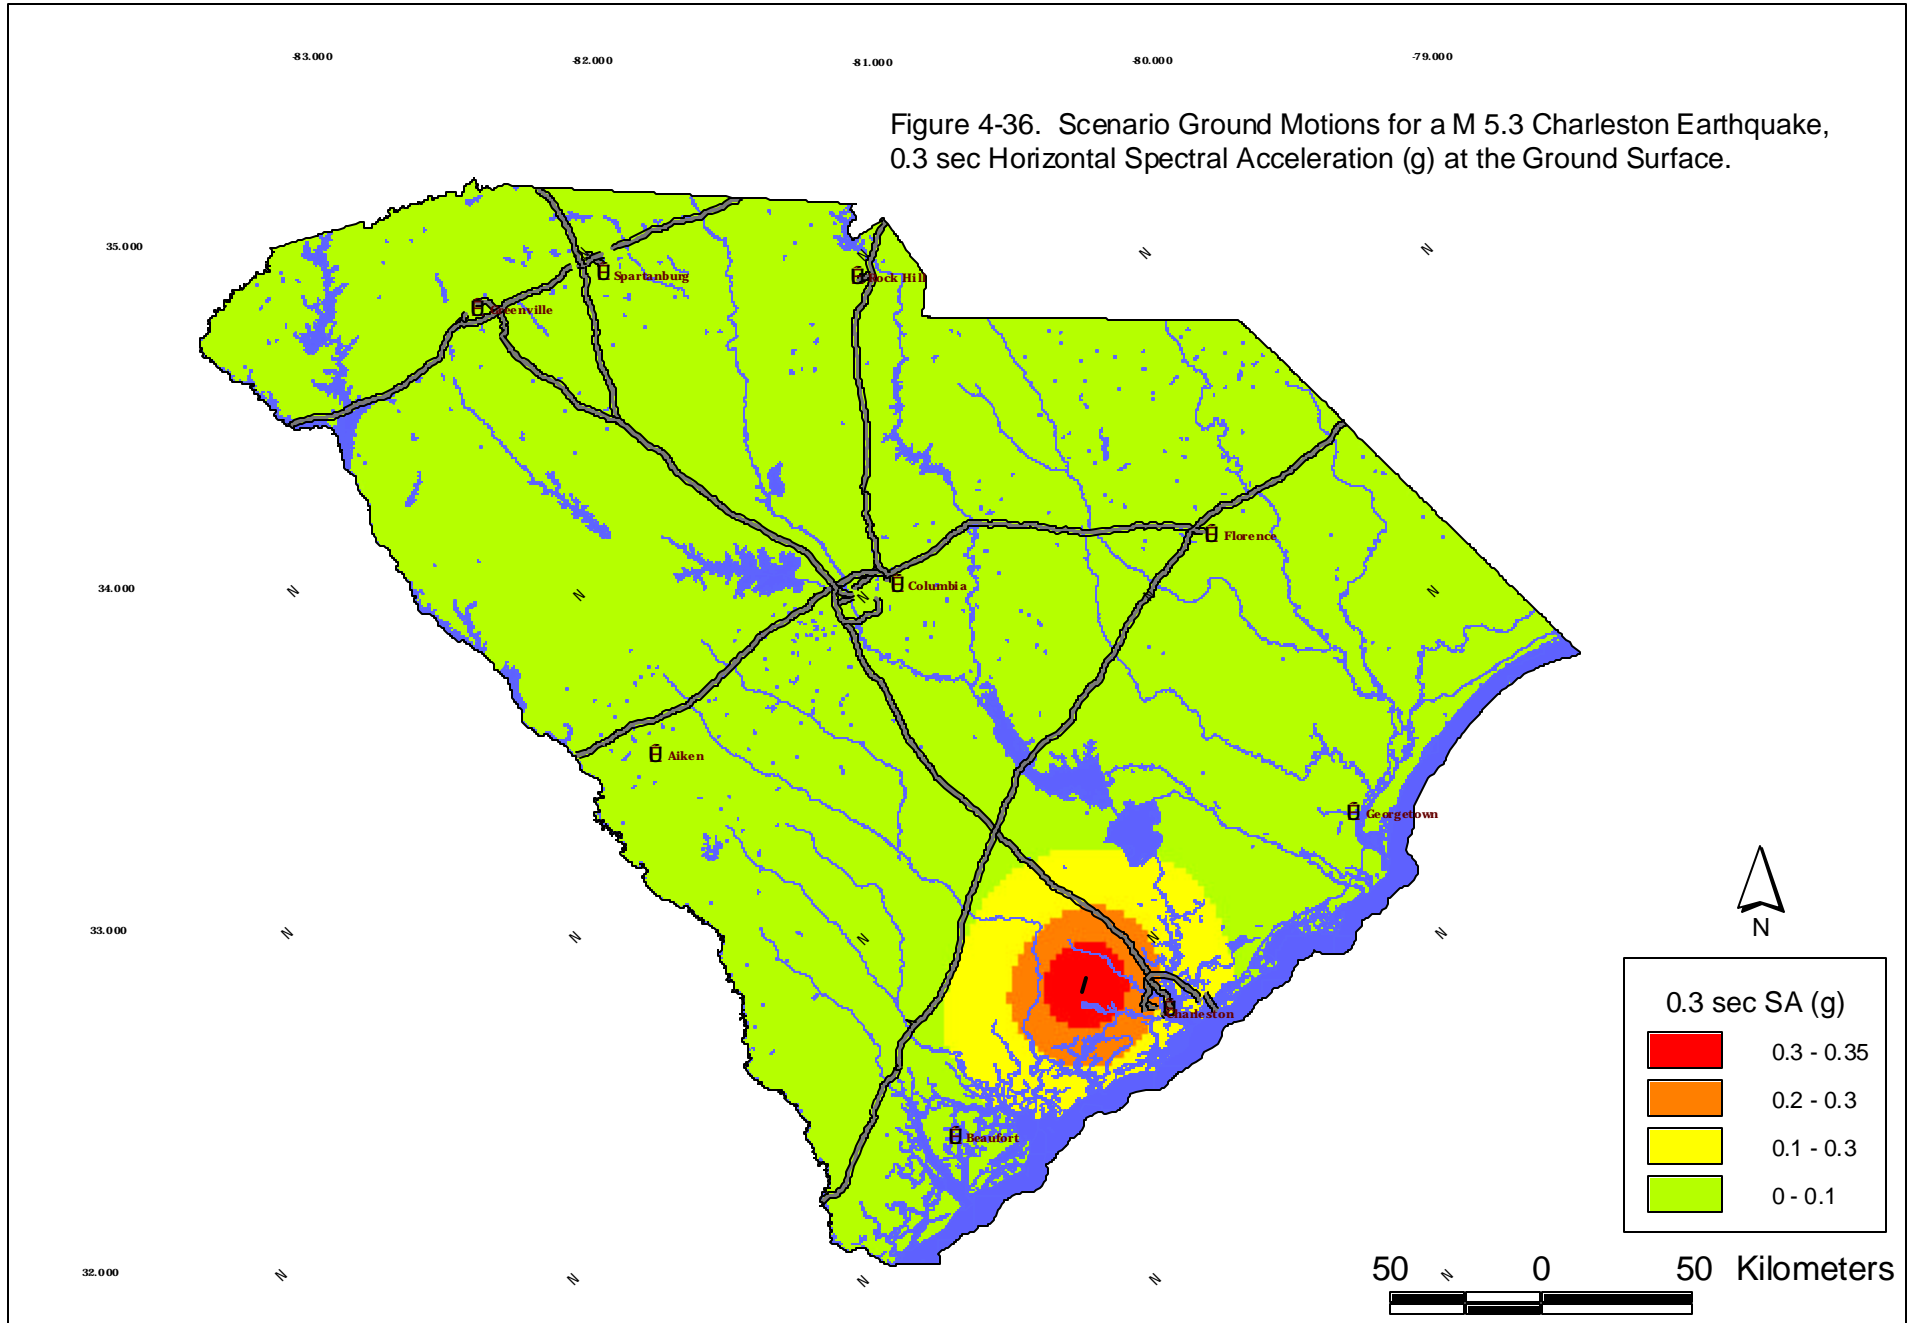 -83.000
-82.000
-81.000
-80.000
-79.000
Figure 4-36. Scenario Ground Motions for a M 5.3 Charleston Earthquake,
0.3 sec Horizontal Spectral Acceleration (g) at the Ground Surface.
35.000
N
N
N
Spartanburg
Rock Hill
Greenville
Florence
34.000
N
N
N
N
Columbia
Aiken
Georgetown
33.000
N
N
N
N
N
N
Charleston
Beaufort
0.3 sec SA (g)
0.3 - 0.35
0.2 - 0.3
0.1 - 0.3
0 - 0.1
32.000
N
N
N
N
N
50 0 50 Kilometers